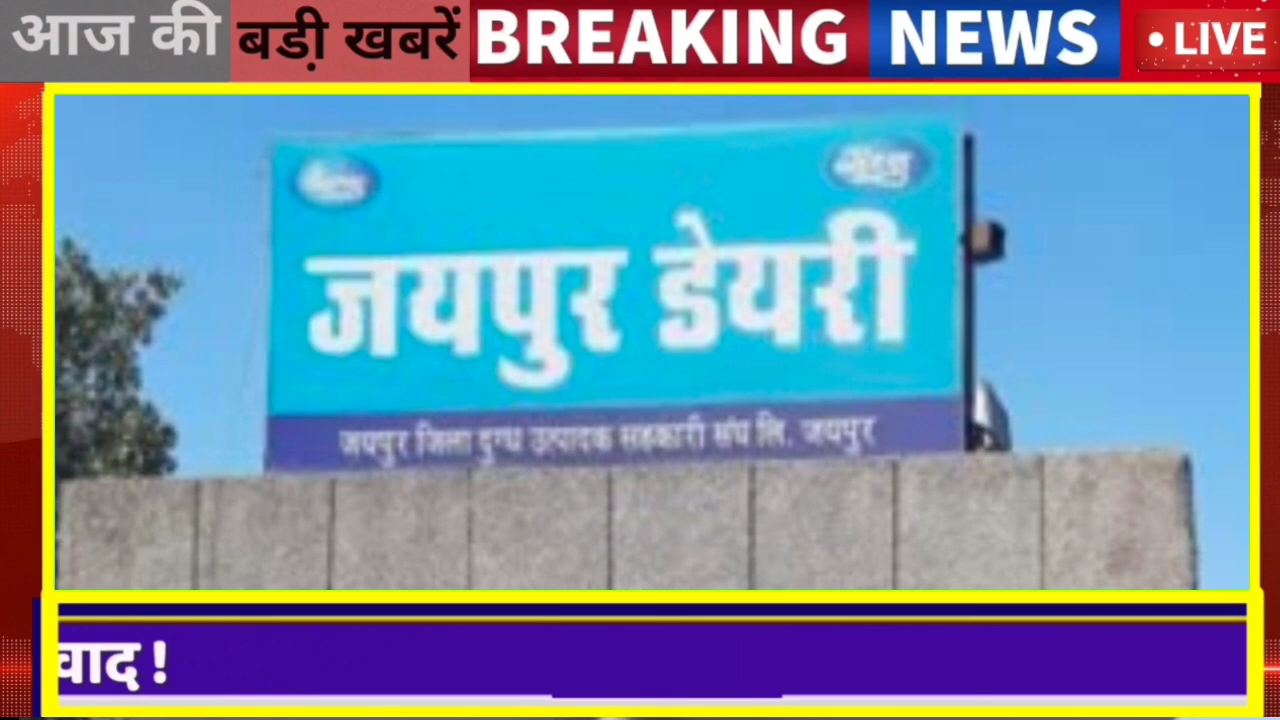 आज की बड़ी खबरें BREAKING NEWS • LIVE
जयपुर डेयरी
जयपुर जिला दुग्ध उत्पादक सहकारी संघ लि. जयपुर
वाद !